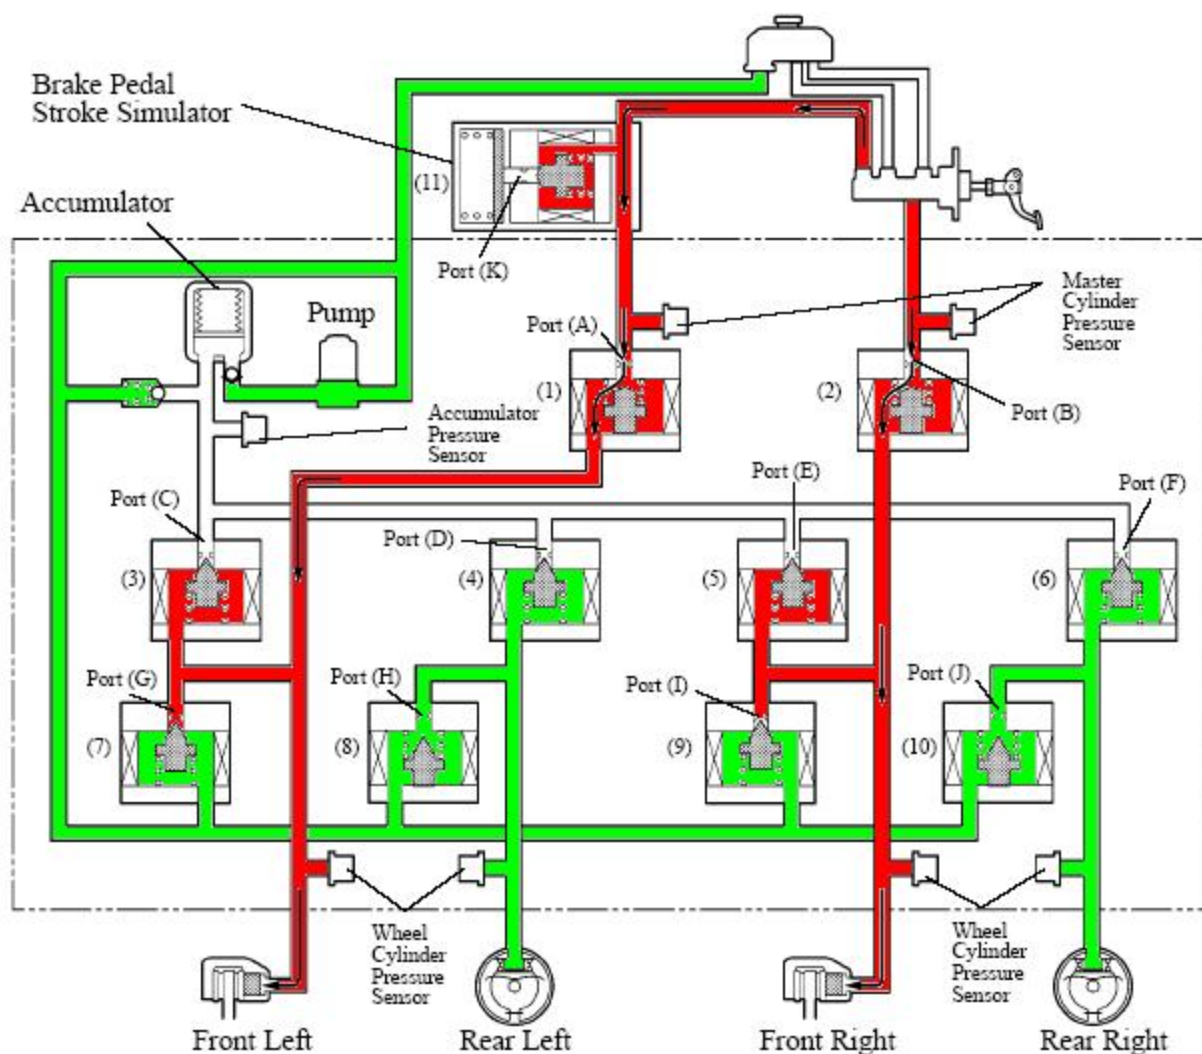 Brake Pedal
Stroke Simulator
(11)
Accumulator
Port (K)
Pump
Master
Cylinder
Pressure
Sensor
Port (A)
(1)
(2)
Port (B)
Accumulator
Pressure
Sensor
Port (C)
Port (D)
Port (E)
Port (F)
(3)
(4)
(5)
(6)
Port (G)
Port (H)
Port (I)
Port (J)
(7)
(8)
(9)
(10)
Wheel
Cylinder
Pressure
Sensor
Wheel
Cylinder
Pressure
Sensor
Front Left
Rear Left
Front Right
Rear Right